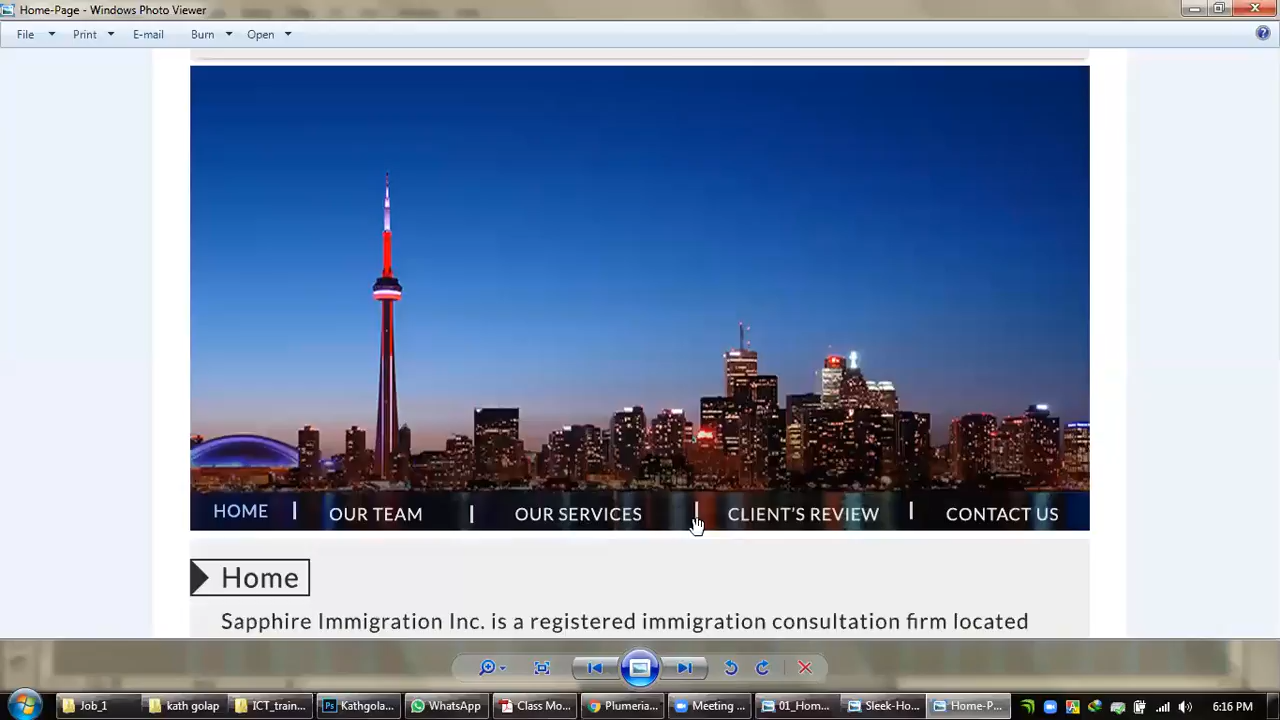 Home-Page - Windows Photo Viewer
File Print E-mail Burn Open
HOME | OUR TEAM | OUR SERVICES | CLIENT'S REVIEW | CONTACT US
Home
Sapphire Immigration Inc. is a registered immigration consultation firm located
Job_1 kath golap ICT_train... Kathgola... WhatsApp Class Mo... Plumeria... Meeting ... 01_Hom... Sleek-Ho... Home-P... 6:16 PM